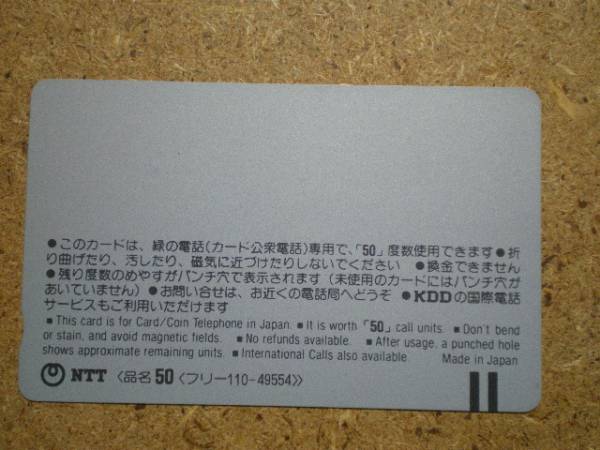 ●このカードは、緑の電話(カード公衆電話)専用で、「50」度数使用できます●折
り曲げたり、汚したり、磁気に近づけたりしないでください ●換金できません
●残り度数のめやすがパンチ穴で表示されます(未使用のカードにはパンチ穴が
あいていません)●お問い合せは、お近くの電話局へどうぞ ●KDDの国際電話
サービスもご利用いただけます
■This card is for Card/Coin Telephone in Japan. ■It is worth 「50」 call units. ■Don't bend
or stain, and avoid magnetic fields. ■No refunds available. ■After usage, a punched hole
shows approximate remaining units. ■International Calls also available. Made in Japan
NTT 〈品名 50〈フリー110-49554〉〉